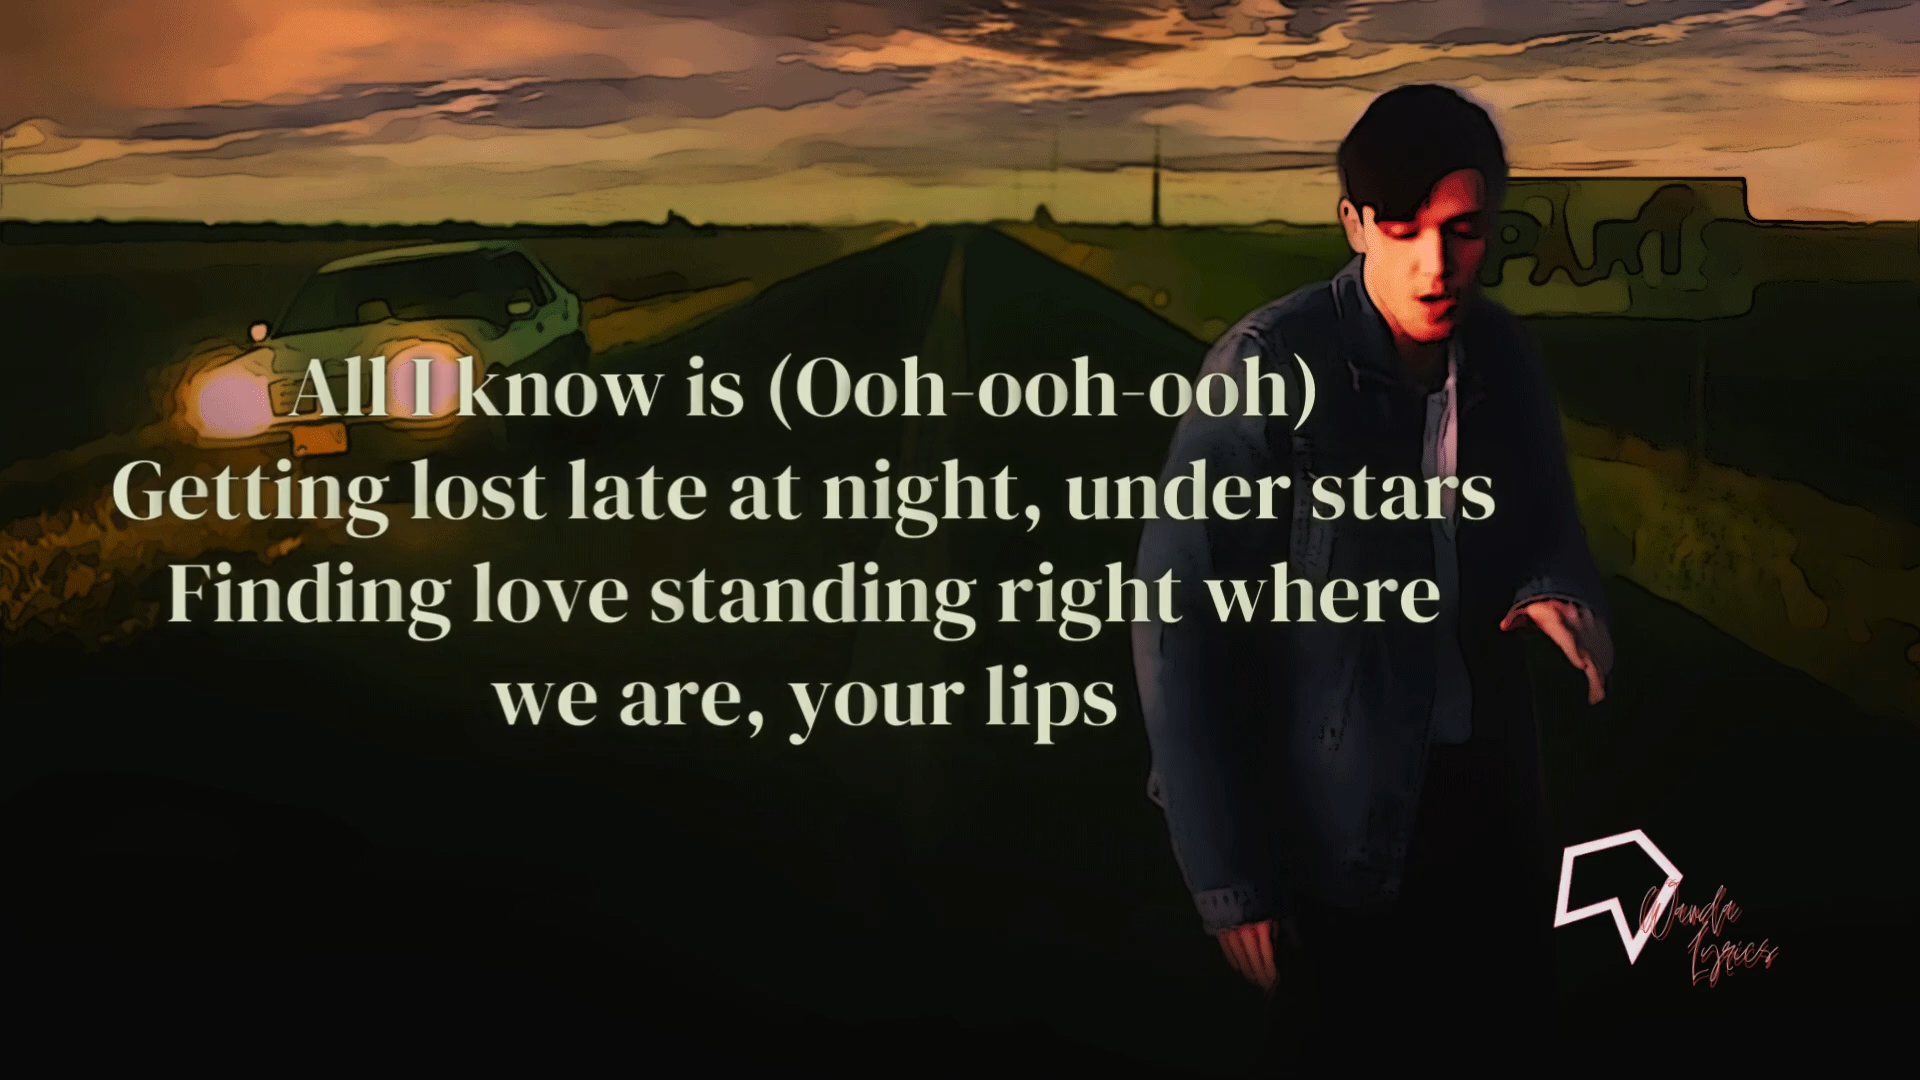 All I know is (Ooh-ooh-ooh)
Getting lost late at night, under stars
Finding love standing right where
we are, your lips
Wanda
Lyrics